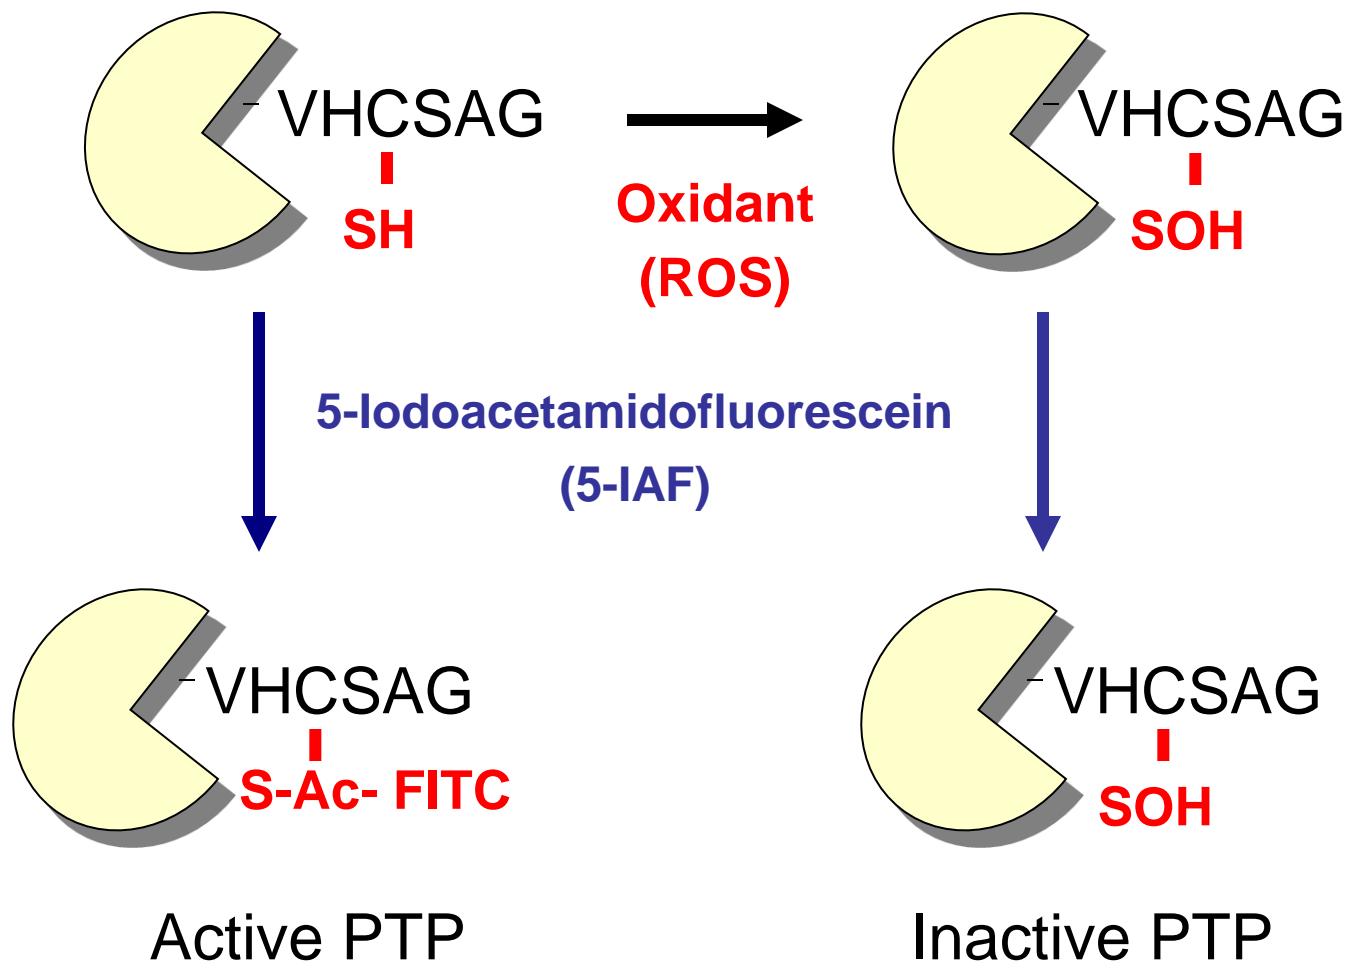 VHCSAG
SH
Oxidant
(ROS)
VHCSAG
SOH
5-Iodoacetamidofluorescein
(5-IAF)
VHCSAG
S-Ac- FITC
VHCSAG
SOH
Active PTP
Inactive PTP